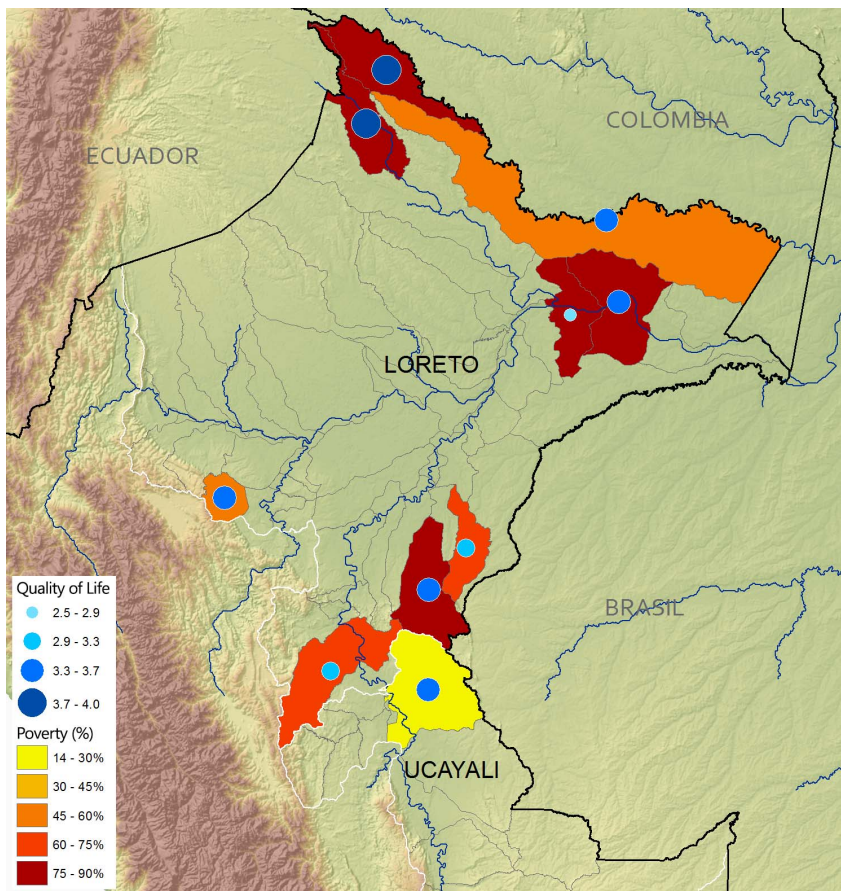 COLOMBIA
ECUADOR
LORETO
BRASIL
UCAYALI
Quality of Life
2.5 - 2.9
2.9 - 3.3
3.3 - 3.7
3.7 - 4.0
Poverty (%)
14 - 30%
30 - 45%
45 - 60%
60 - 75%
75 - 90%